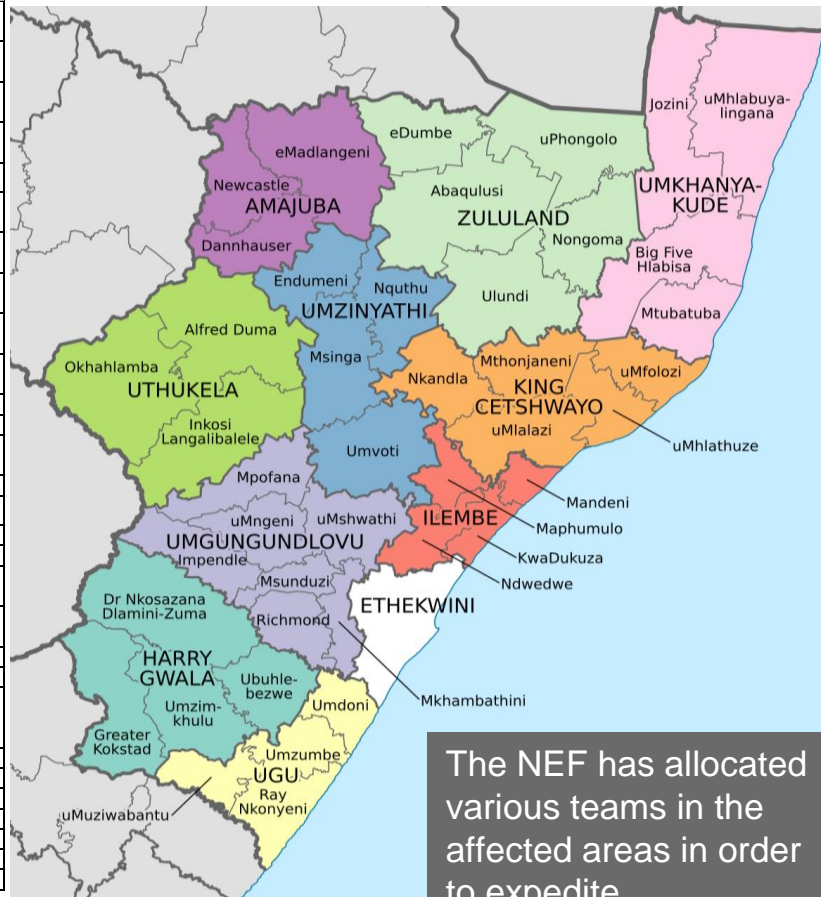 Jozini
uMhlabuya-
lingana
eDumbe
uPhongolo
eMadlangeni
Newcastle
AMAJUBA
Abaqulusi
ZULULAND
UMKHANYA-
KUDE
Dannhauser
Nongoma
Big Five
Hlabisa
Endumeni
Nquthu
UMZINYATHI
Ulundi
Mtubatuba
Alfred Duma
Msinga
Okhahlamba
UTHUKELA
Mthonjaneni
uMfolozi
Nkandla
KING
CETSHWAYO
Inkosi
Langalibalele
uMlalazi
Umvoti
uMhlathuze
Mpofana
Mandeni
uMngeni
uMshwathi
ILEMBE
Maphumulo
UMGUNGUNDLOVU
Impendle
KwaDukuza
Msunduzi
Ndwedwe
Dr Nkosazana
Dlamini-Zuma
ETHEKWINI
Richmond
HARRY
GWALA
Ubuhle-
bezwe
Mkhambathini
Umzim-
khulu
Umdoni
Greater
Kokstad
Umzumbe
UGU
Ray
Nkonyeni
uMuziwabantu
The NEF has allocated
various teams in the
affected areas in order
to expedite